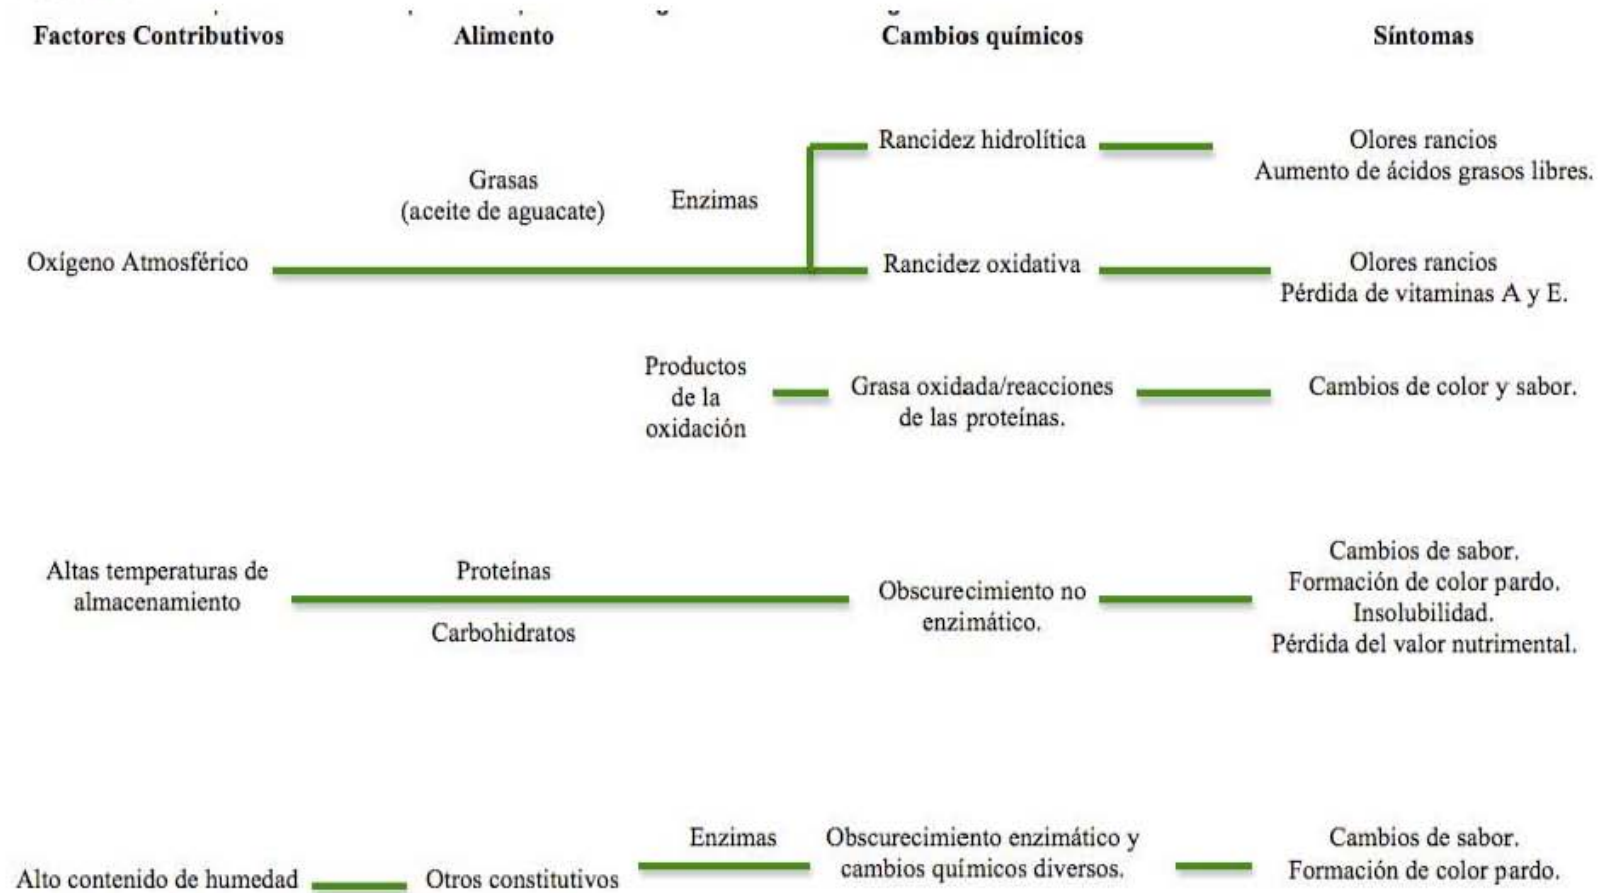 Factores Contributivos
Alimento
Cambios químicos
Síntomas
Rancidez hidrolítica
Olores rancios
Aumento de ácidos grasos libres.
Grasas
(aceite de aguacate)
Enzimas
Oxígeno Atmosférico
Rancidez oxidativa
Olores rancios
Pérdida de vitaminas A y E.
Productos
de la
oxidación
Grasa oxidada/reacciones
de las proteínas.
Cambios de color y sabor.
Altas temperaturas de
almacenamiento
Proteínas
Carbohidratos
Obscurecimiento no
enzimático.
Cambios de sabor.
Formación de color pardo.
Insolubilidad.
Pérdida del valor nutrimental.
Alto contenido de humedad
Otros constitutivos
Enzimas
Obscurecimiento enzimático y
cambios químicos diversos.
Cambios de sabor.
Formación de color pardo.